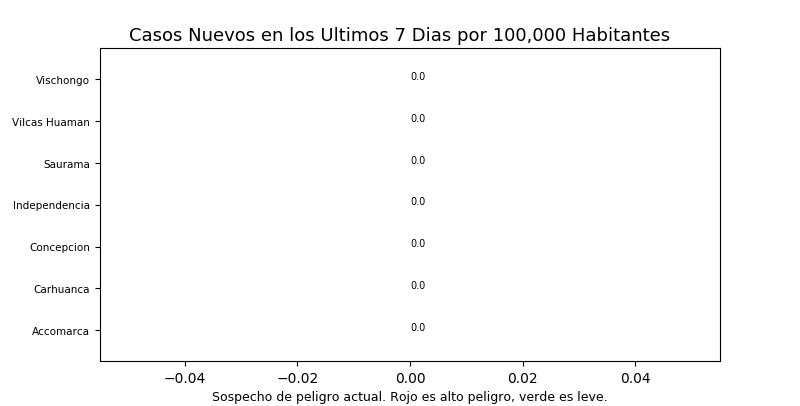 Casos Nuevos en los Ultimos 7 Dias por 100,000 Habitantes
Vischongo 0.0
Vilcas Huaman 0.0
Saurama 0.0
Independencia 0.0
Concepcion 0.0
Carhuanca 0.0
Accomarca 0.0
−0.04 −0.02 0.00 0.02 0.04
Sospecho de peligro actual. Rojo es alto peligro, verde es leve.